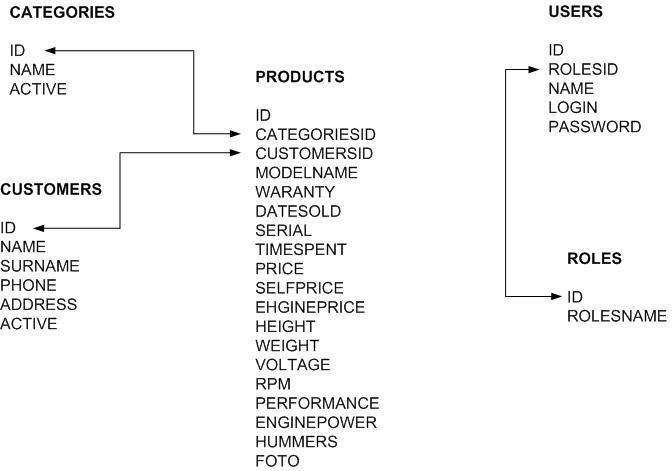 CATEGORIES
ID
NAME
ACTIVE
CUSTOMERS
ID
NAME
SURNAME
PHONE
ADDRESS
ACTIVE
PRODUCTS
ID
CATEGORIESID
CUSTOMERSID
MODELNAME
WARANTY
DATESOLD
SERIAL
TIMESPENT
PRICE
SELFPRICE
EHGINEPRICE
HEIGHT
WEIGHT
VOLTAGE
RPM
PERFORMANCE
ENGINEPOWER
HUMMERS
FOTO
USERS
ID
ROLESID
NAME
LOGIN
PASSWORD
ROLES
ID
ROLESNAME